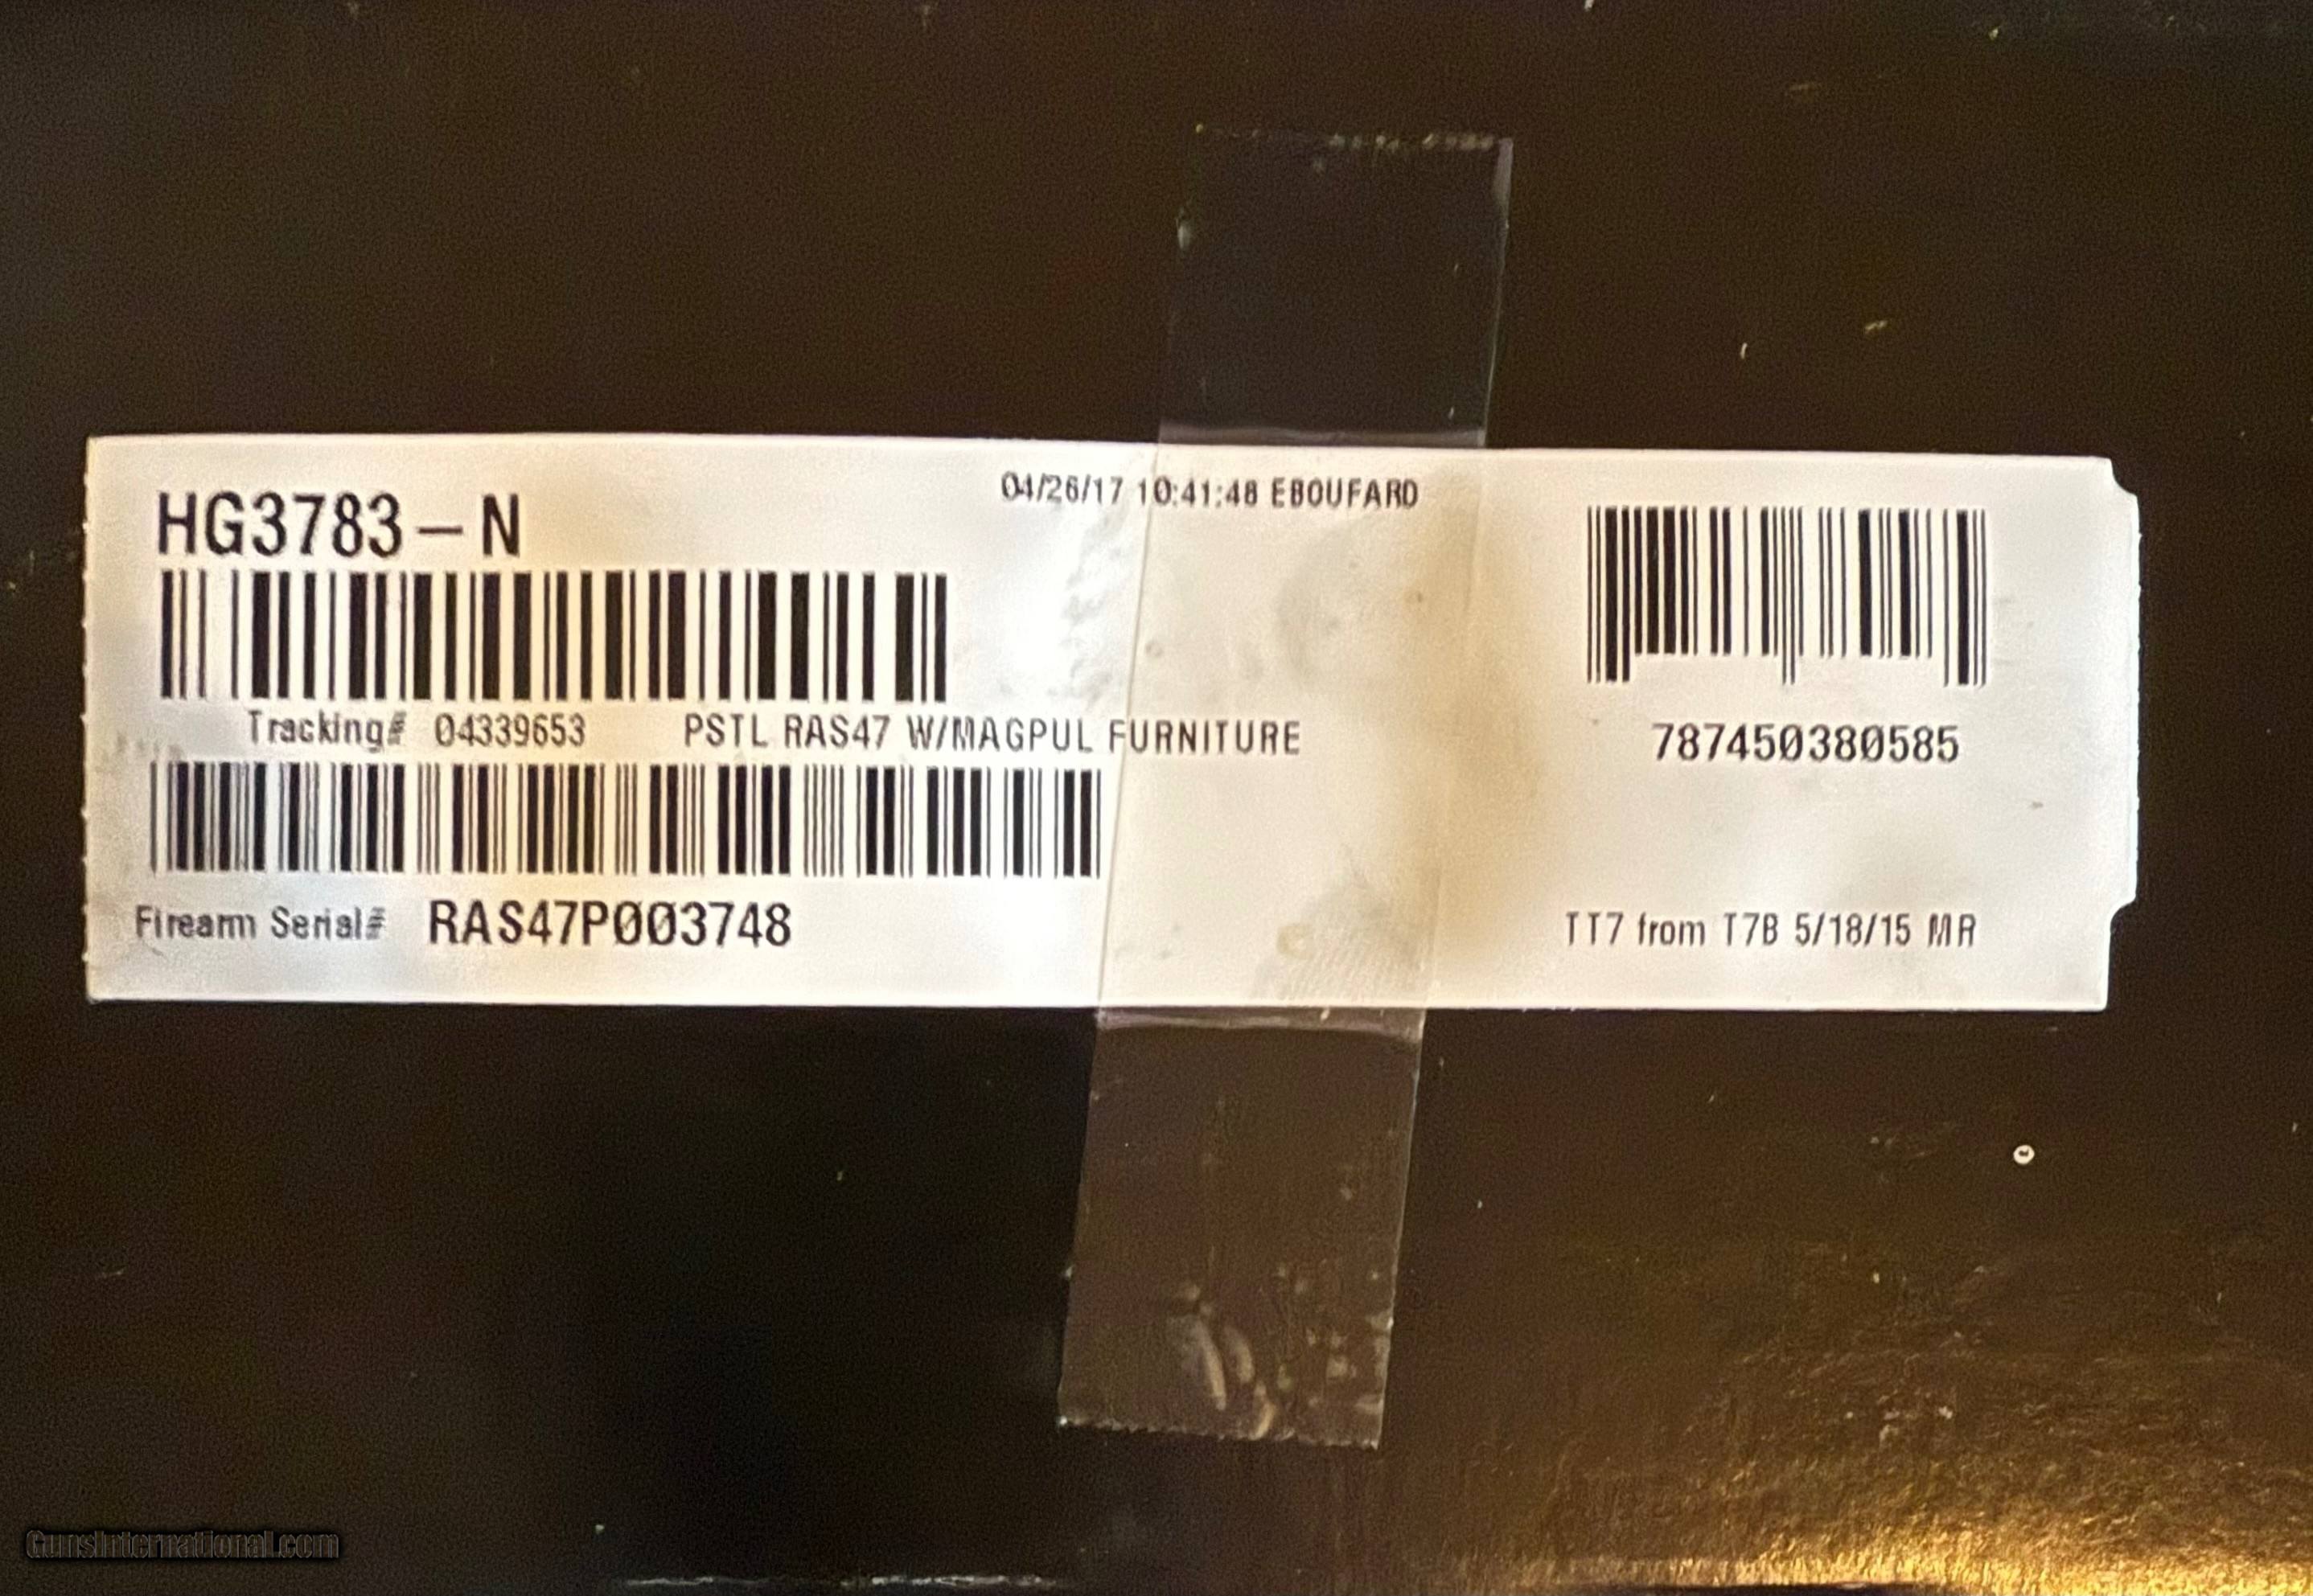 HG3783-N
04/26/17 10:41:48 EBOUFARD
Tracking# 04339653 PSTL RAS47 W/MAGPUL FURNITURE
787450380585
Firearm Serial# RAS47P003748
TT7 from T7B 5/18/15 MR
GunsInternational.com